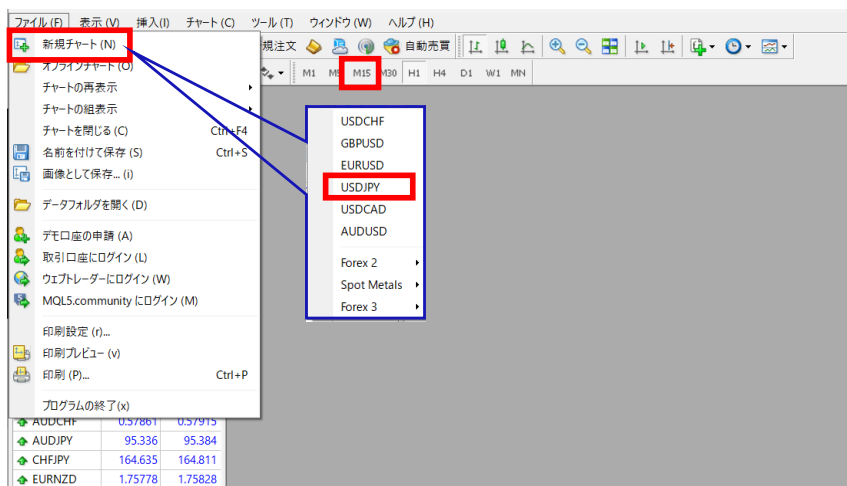 ファイル (F) 表示 (V) 挿入(I) チャート (C) ツール (T) ウィンドウ (W) ヘルプ (H)
新規チャート (N)
規注文 自動売買
オフラインチャート (O)
M1 M5 M15 M30 H1 H4 D1 W1 MN
チャートの再表示
チャートの組表示
チャートを閉じる (C) Ctrl+F4
名前を付けて保存 (S) Ctrl+S
画像として保存... (i)
データフォルダを開く (D)
デモ口座の申請 (A)
取引口座にログイン (L)
ウェブトレーダーにログイン (W)
MQL5.community にログイン (M)
印刷設定 (r)...
印刷プレビュー (v)
印刷 (P)... Ctrl+P
プログラムの終了(x)
USDCHF
GBPUSD
EURUSD
USDJPY
USDCAD
AUDUSD
Forex 2
Spot Metals
Forex 3
AUDCHF 0.57861 0.57915
AUDJPY 95.336 95.384
CHFJPY 164.635 164.811
EURNZD 1.75778 1.75828